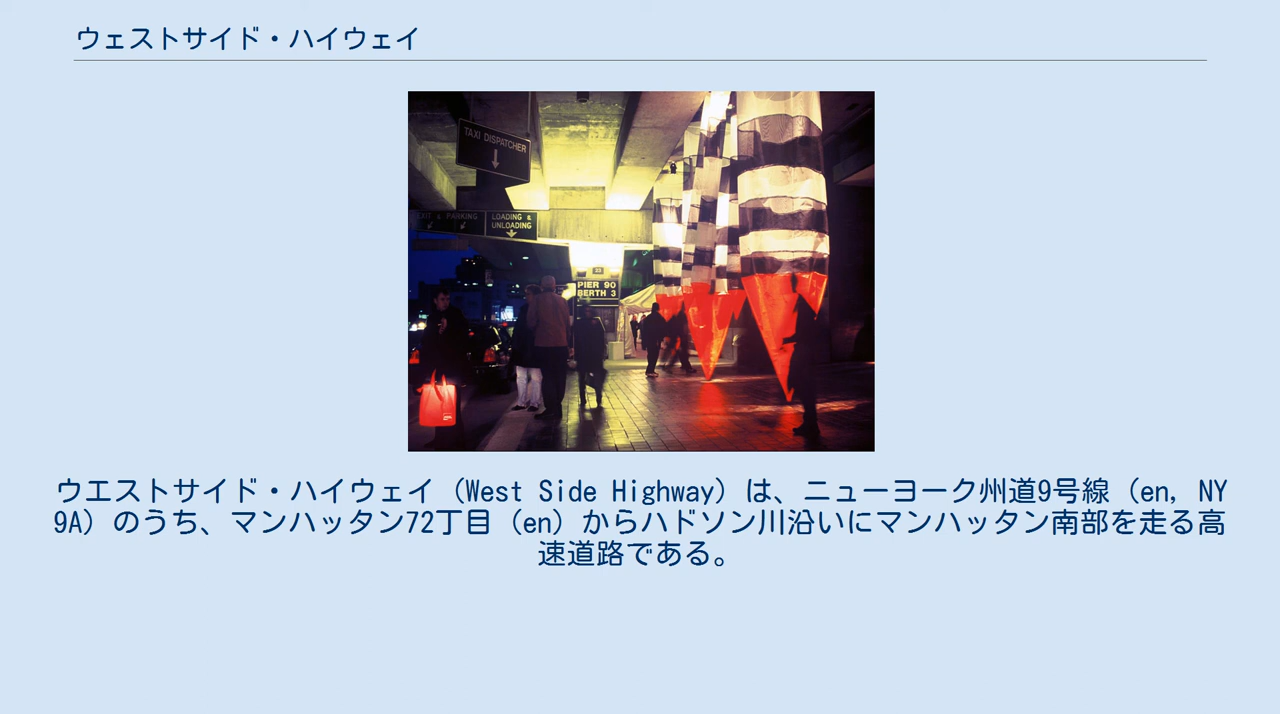 ウェストサイド・ハイウェイ
TAXI DISPATCHER
EXIT & PARKING
LOADING &
UNLOADING
23
PIER 90
BERTH 3
ウエストサイド・ハイウェイ（West Side Highway）は、ニューヨーク州道9号線（en, NY
9A）のうち、マンハッタン72丁目（en）からハドソン川沿いにマンハッタン南部を走る高
速道路である。